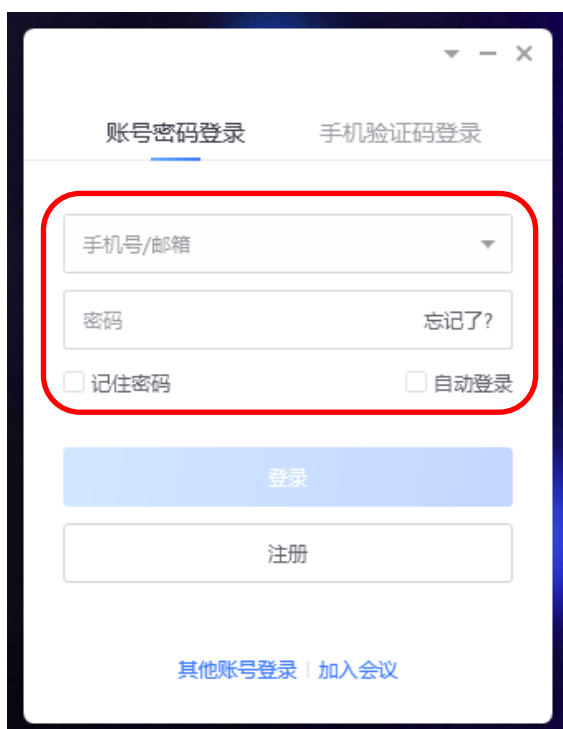 账号密码登录 手机验证码登录
手机号/邮箱
密码 忘记了?
记住密码 自动登录
登录
注册
其他账号登录 加入会议